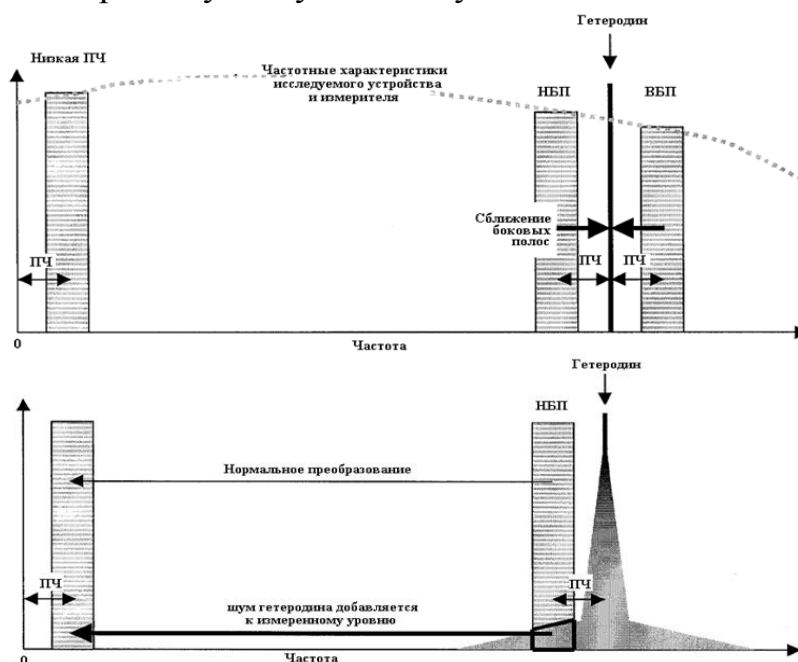 Гетеродин
Низкая ПЧ
Частотные характеристики
исследуемого устройства
и измерителя
НБП
ВБП
Сближение
боковых
полос
ПЧ
ПЧ
ПЧ
0
Частота
Гетеродин
НБП
Нормальное преобразование
ПЧ
ПЧ
шум гетеродина добавляется
к измеренному уровню
0
Частота